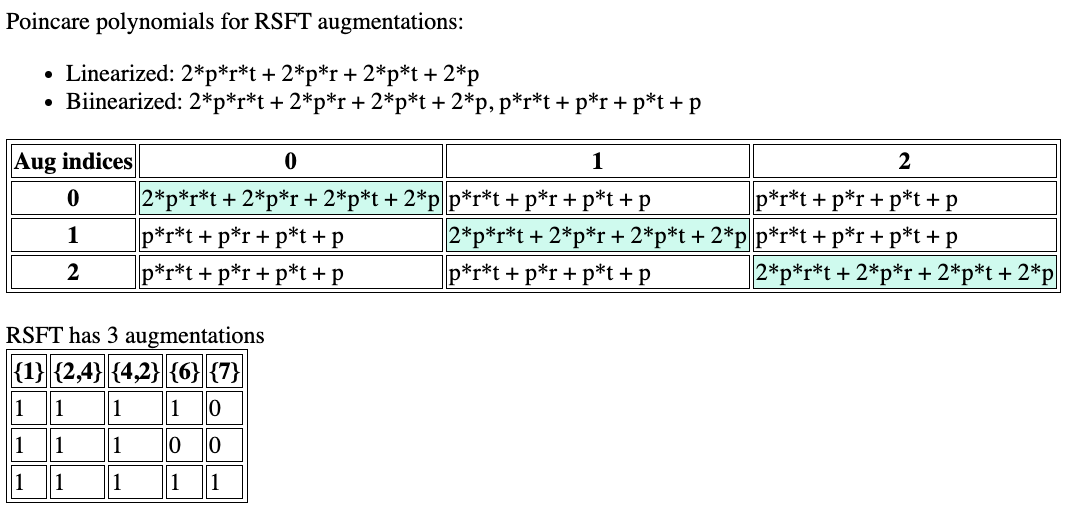 Poincare polynomials for RSFT augmentations:
• Linearized: 2*p*r*t + 2*p*r + 2*p*t + 2*p
• Biinearized: 2*p*r*t + 2*p*r + 2*p*t + 2*p, p*r*t + p*r + p*t + p
Aug indices 0 1 2
0 2*p*r*t + 2*p*r + 2*p*t + 2*p p*r*t + p*r + p*t + p p*r*t + p*r + p*t + p
1 p*r*t + p*r + p*t + p 2*p*r*t + 2*p*r + 2*p*t + 2*p p*r*t + p*r + p*t + p
2 p*r*t + p*r + p*t + p p*r*t + p*r + p*t + p 2*p*r*t + 2*p*r + 2*p*t + 2*p
RSFT has 3 augmentations
{1} {2,4} {4,2} {6} {7}
1 1 1 1 0
1 1 1 0 0
1 1 1 1 1